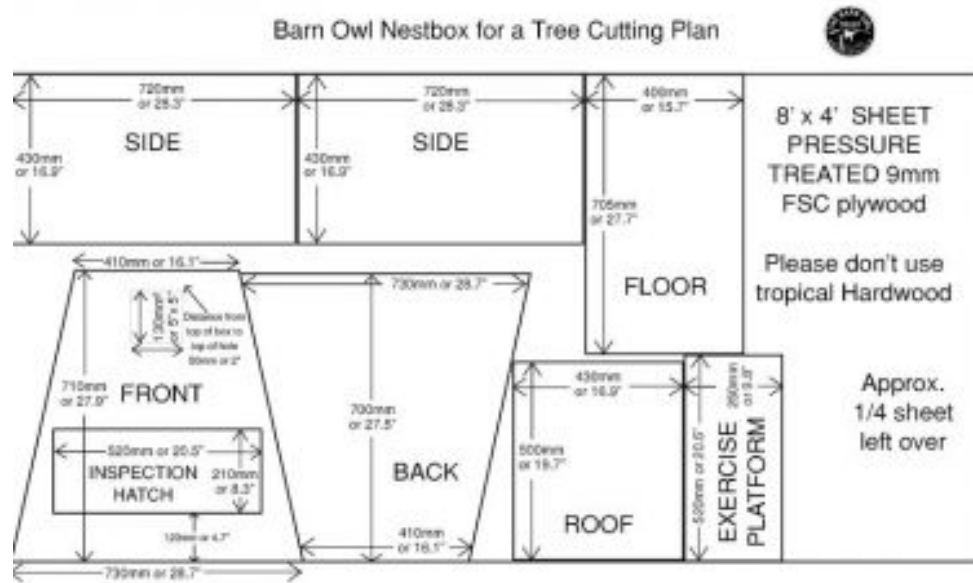 Barn Owl Nestbox for a Tree Cutting Plan
720mm
or 28.3"
SIDE
430mm
or 16.9"
720mm
or 28.3"
SIDE
430mm
or 16.9"
400mm
or 15.7"
705mm
or 27.7"
FLOOR
8' x 4' SHEET
PRESSURE
TREATED 9mm
FSC plywood
Please don't use
tropical Hardwood
Approx.
1/4 sheet
left over
410mm or 16.1"
130mm²
or 5" x 5"
Distance from
top of box to
top of hole
50mm or 2"
710mm
or 27.9"
FRONT
520mm or 20.5"
INSPECTION
HATCH
210mm
or 8.3"
120mm or 4.7"
730mm or 28.7"
730mm or 28.7"
700mm
or 27.5"
BACK
410mm
or 16.1"
430mm
or 16.9"
500mm
or 19.7"
ROOF
250mm
or 9.8"
520mm or 20.5"
EXERCISE
PLATFORM